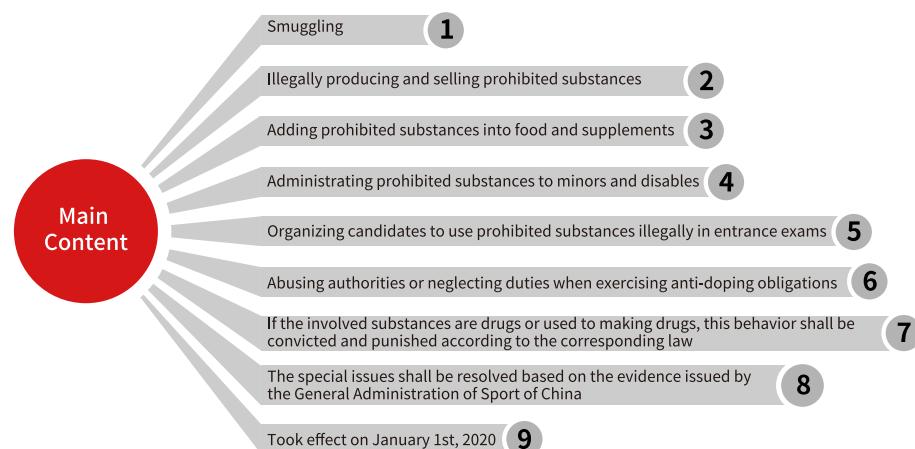 Main
Content
Smuggling
1
Illegally producing and selling prohibited substances
2
Adding prohibited substances into food and supplements
3
Administrating prohibited substances to minors and disables
4
Organizing candidates to use prohibited substances illegally in entrance exams
5
Abusing authorities or neglecting duties when exercising anti-doping obligations
6
If the involved substances are drugs or used to making drugs, this behavior shall be
convicted and punished according to the corresponding law
7
The special issues shall be resolved based on the evidence issued by
the General Administration of Sport of China
8
Took effect on January 1st, 2020
9